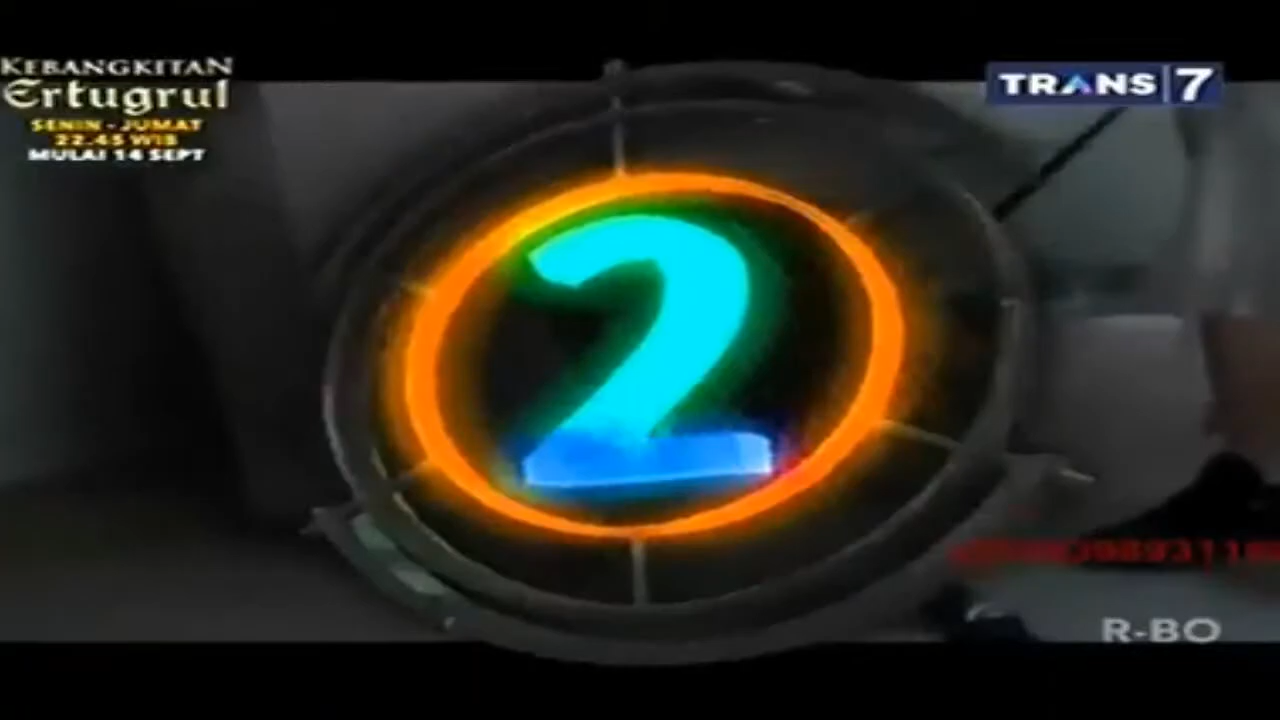 KEBANGKITAN
Ertugrul
SENIN - JUMAT
22.45 WIB
MULAI 14 SEPT
TRANS|7
2
R-BO